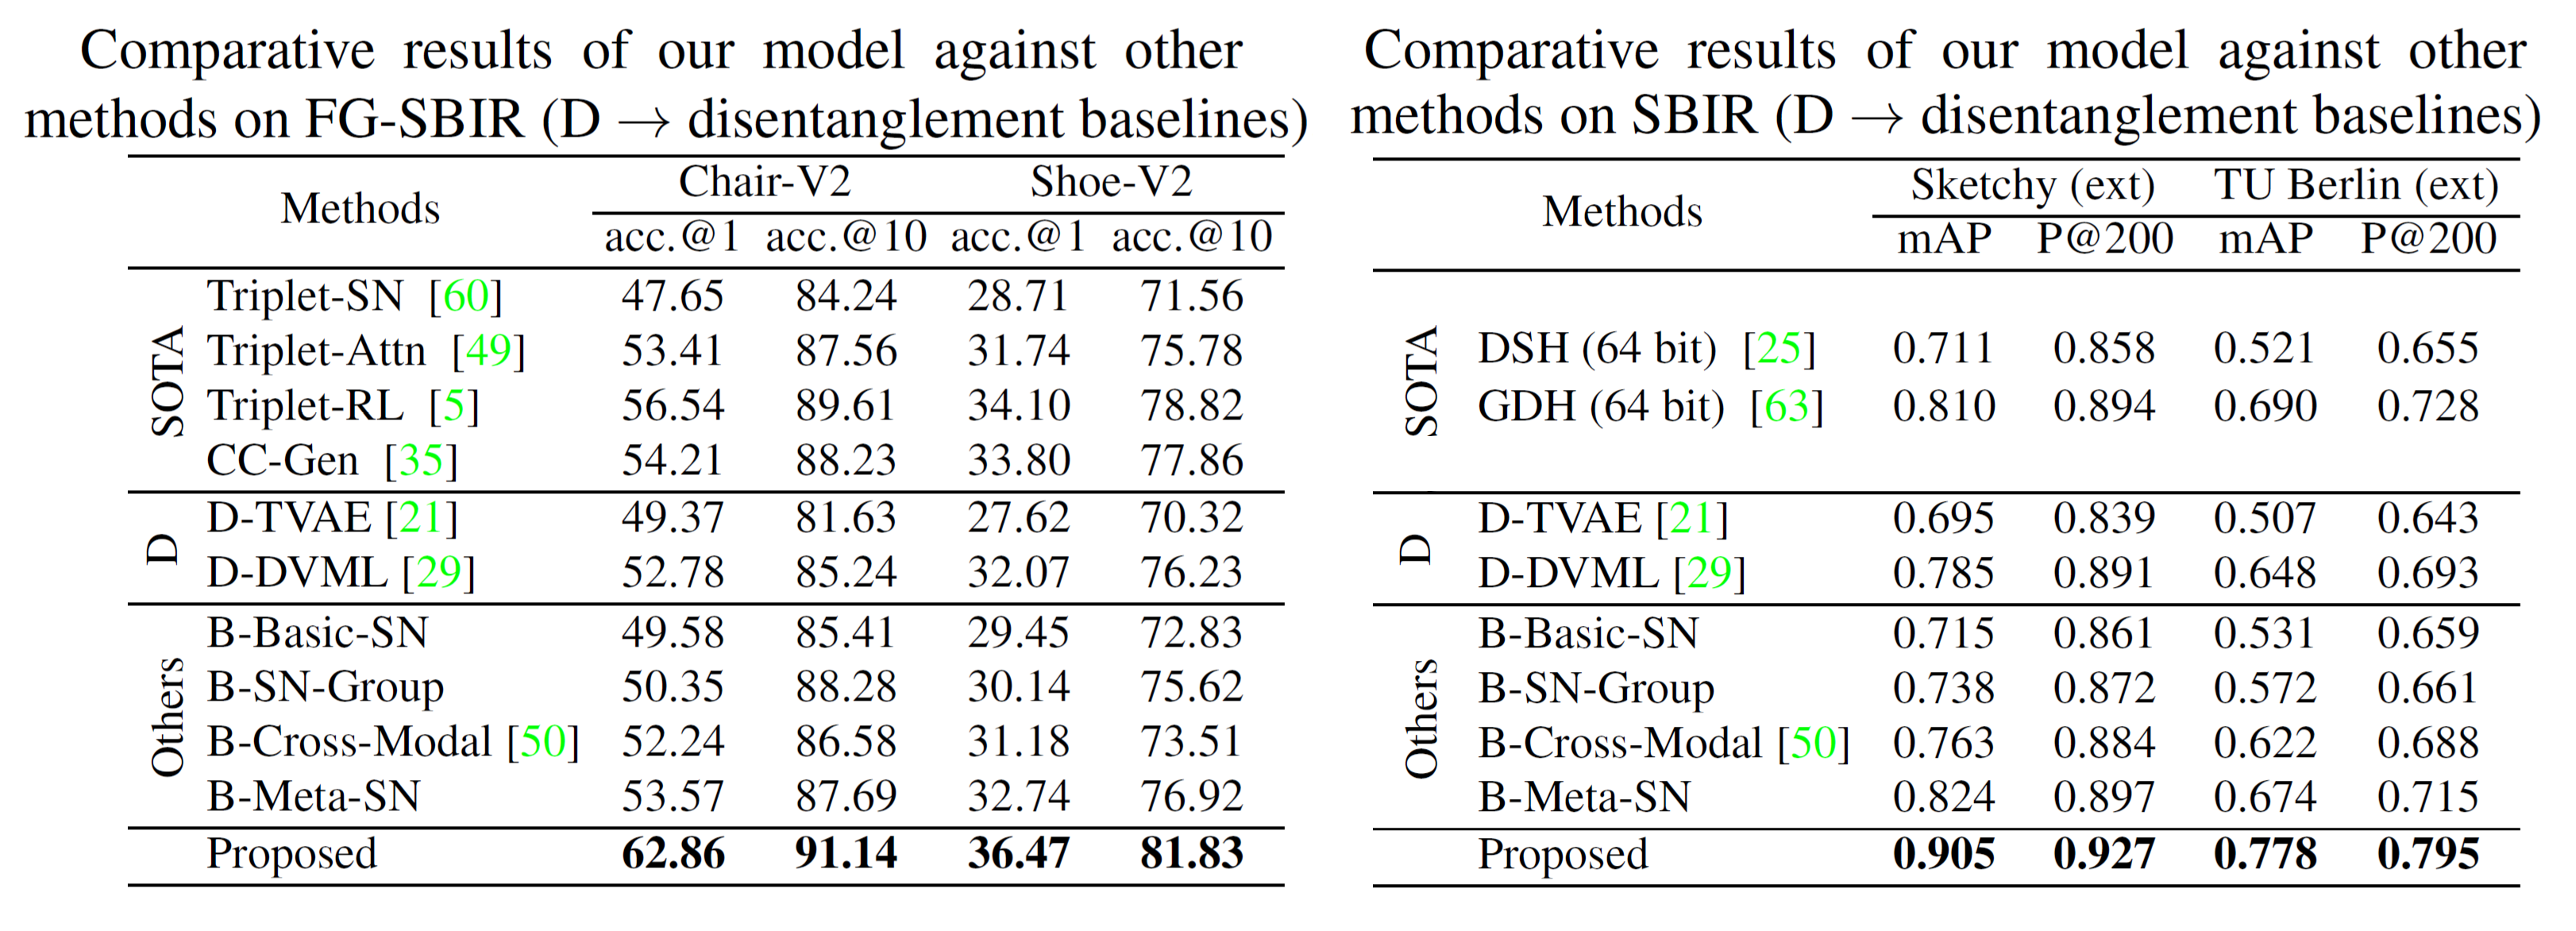 Comparative results of our model against other
methods on FG-SBIR (D → disentanglement baselines)
Methods Chair-V2 Shoe-V2
acc.@1 acc.@10 acc.@1 acc.@10
SOTA
Triplet-SN [60] 47.65 84.24 28.71 71.56
Triplet-Attn [49] 53.41 87.56 31.74 75.78
Triplet-RL [5] 56.54 89.61 34.10 78.82
CC-Gen [35] 54.21 88.23 33.80 77.86
D
D-TVAE [21] 49.37 81.63 27.62 70.32
D-DVML [29] 52.78 85.24 32.07 76.23
Others
B-Basic-SN 49.58 85.41 29.45 72.83
B-SN-Group 50.35 88.28 30.14 75.62
B-Cross-Modal [50] 52.24 86.58 31.18 73.51
B-Meta-SN 53.57 87.69 32.74 76.92
Proposed 62.86 91.14 36.47 81.83
Comparative results of our model against other
methods on SBIR (D → disentanglement baselines)
Methods Sketchy (ext) TU Berlin (ext)
mAP P@200 mAP P@200
SOTA
DSH (64 bit) [25] 0.711 0.858 0.521 0.655
GDH (64 bit) [63] 0.810 0.894 0.690 0.728
D
D-TVAE [21] 0.695 0.839 0.507 0.643
D-DVML [29] 0.785 0.891 0.648 0.693
Others
B-Basic-SN 0.715 0.861 0.531 0.659
B-SN-Group 0.738 0.872 0.572 0.661
B-Cross-Modal [50] 0.763 0.884 0.622 0.688
B-Meta-SN 0.824 0.897 0.674 0.715
Proposed 0.905 0.927 0.778 0.795